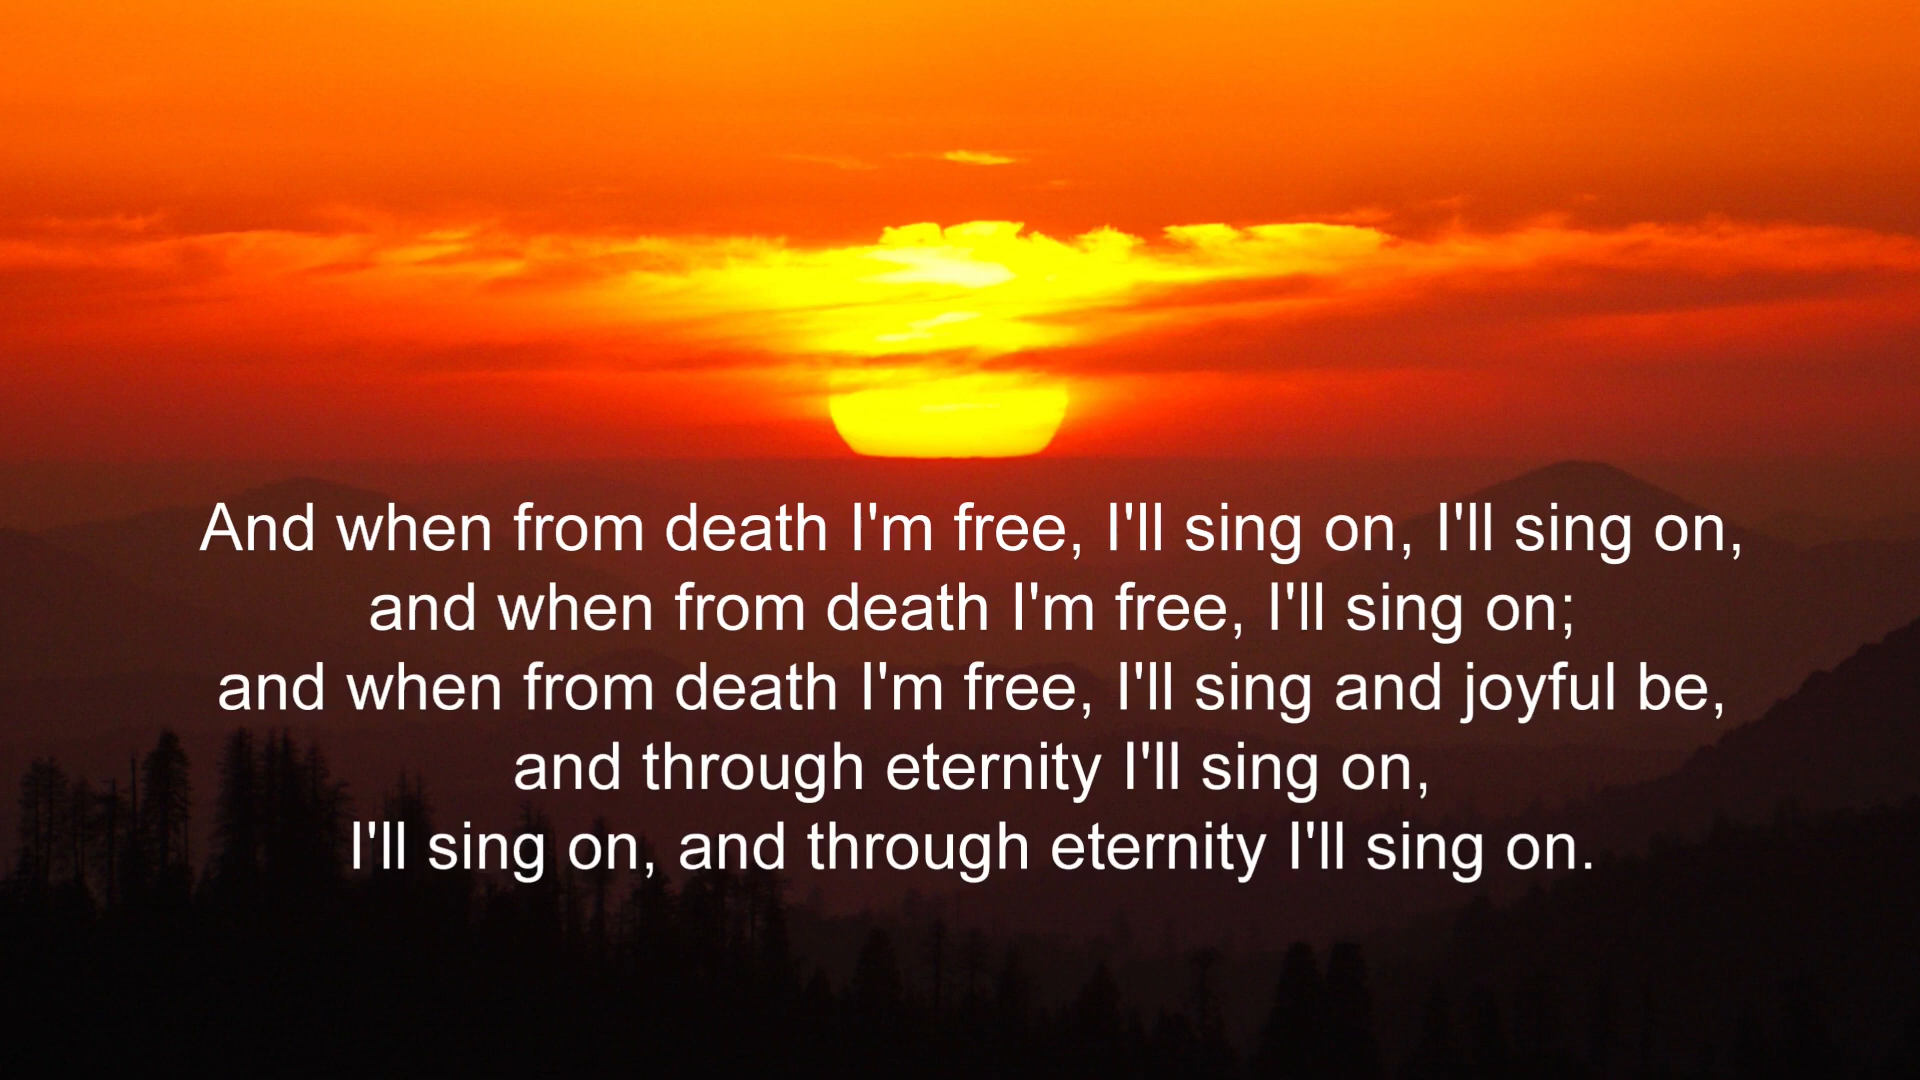 And when from death I'm free, I'll sing on, I'll sing on,
and when from death I'm free, I'll sing on;
and when from death I'm free, I'll sing and joyful be,
and through eternity I'll sing on,
I'll sing on, and through eternity I'll sing on.